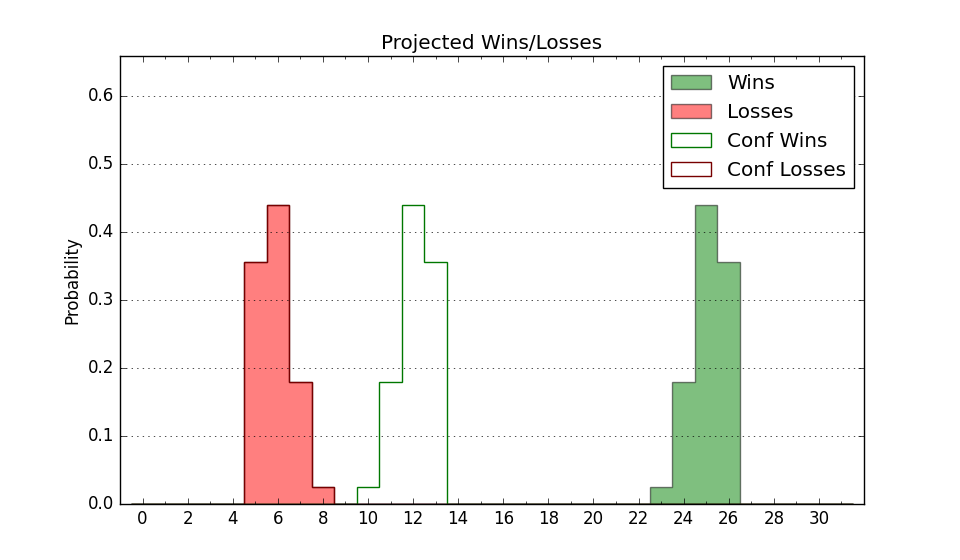 Projected Wins/Losses
Wins
Losses
Conf Wins
Conf Losses
Probability
0.6
0.5
0.4
0.3
0.2
0.1
0.0
0 2 4 6 8 10 12 14 16 18 20 22 24 26 28 30